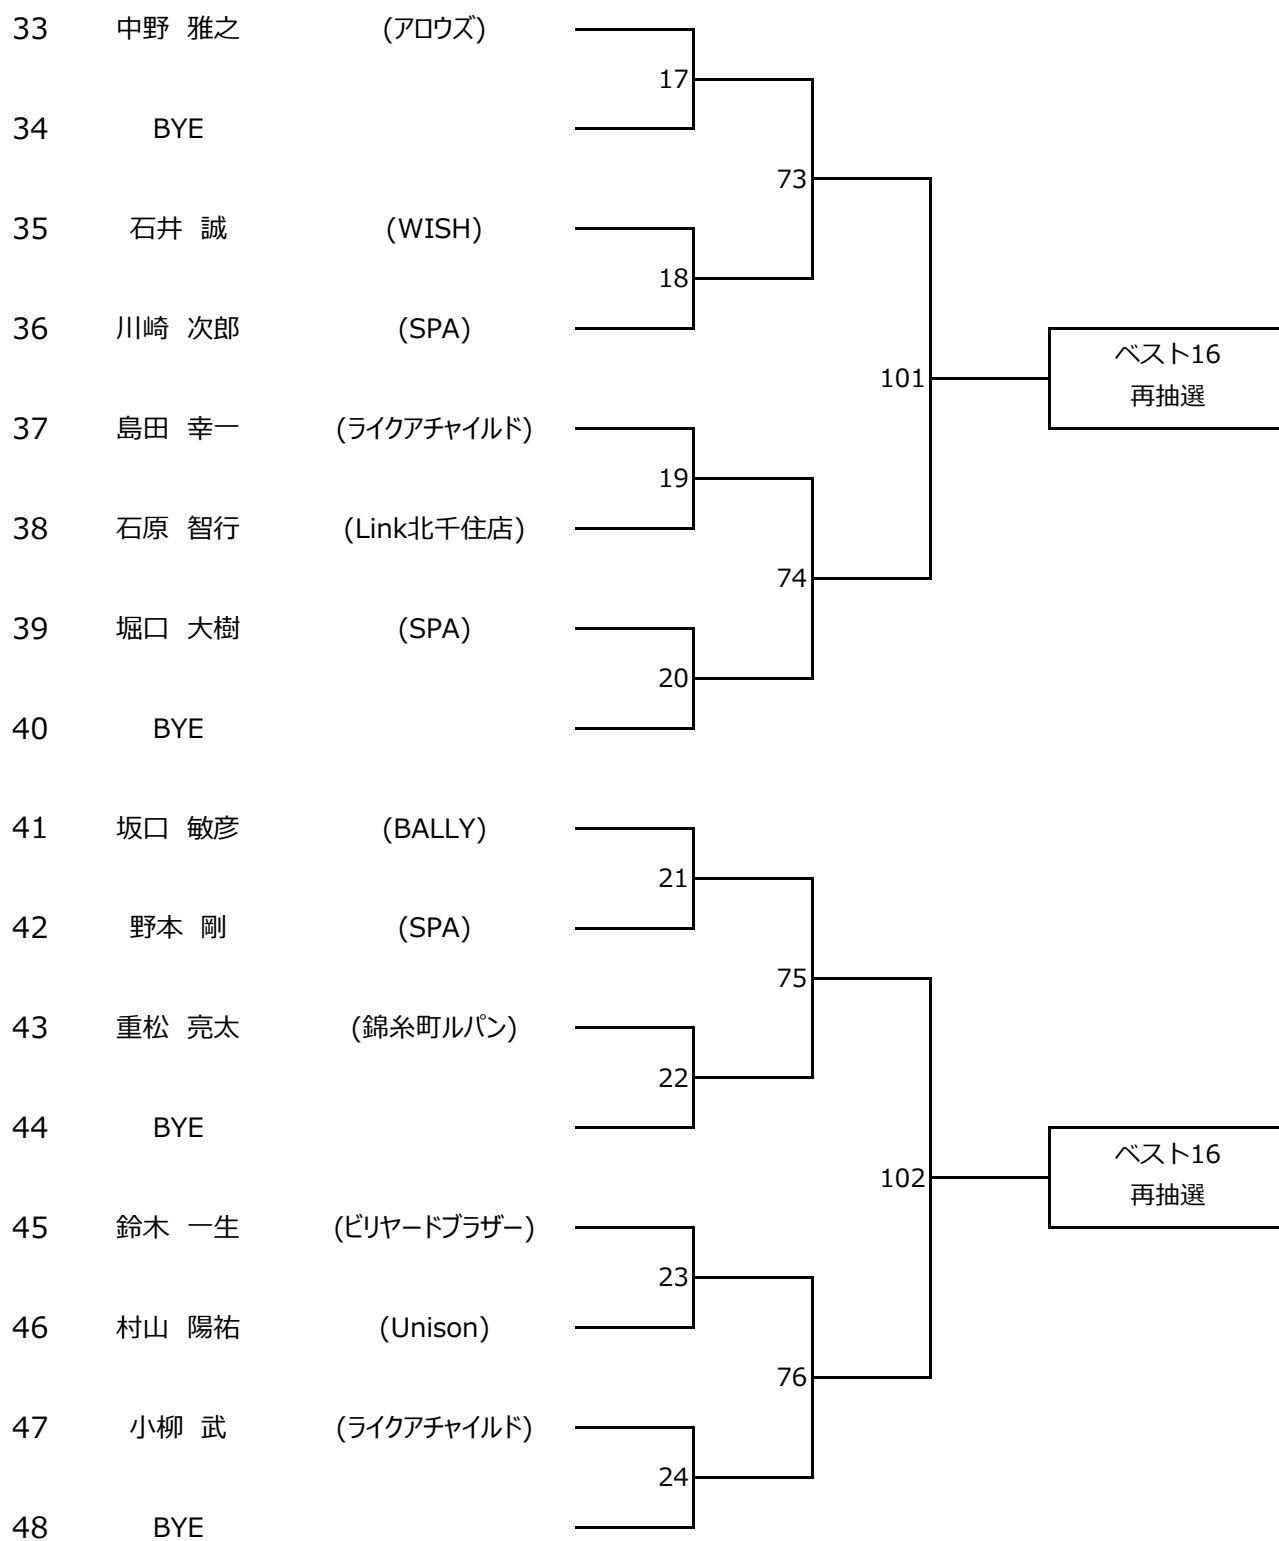 33 中野 雅之 (アロウズ)
17
34 BYE
73
35 石井 誠 (WISH)
18
36 川崎 次郎 (SPA)
ベスト16
101
再抽選
37 島田 幸一 (ライクアチャイルド)
19
38 石原 智行 (Link北千住店)
74
39 堀口 大樹 (SPA)
20
40 BYE
41 坂口 敏彦 (BALLY)
21
42 野本 剛 (SPA)
75
43 重松 亮太 (錦糸町ルパン)
22
44 BYE
ベスト16
102
再抽選
45 鈴木 一生 (ビリヤードブラザー)
23
46 村山 陽祐 (Unison)
76
47 小柳 武 (ライクアチャイルド)
24
48 BYE